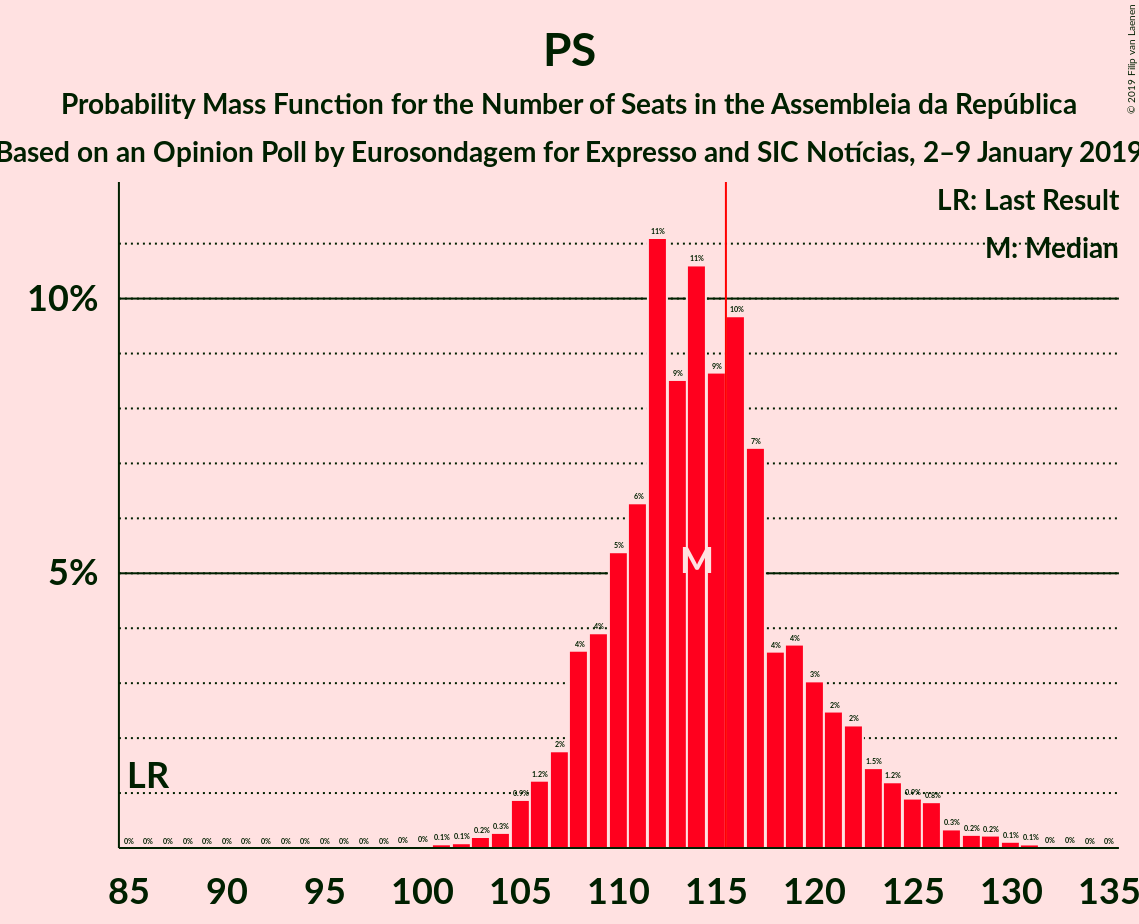 PS
Probability Mass Function for the Number of Seats in the Assembleia da República
Based on an Opinion Poll by Eurosondagem for Expresso and SIC Notícias, 2–9 January 2019
© 2019 Filip van Laenen
LR: Last Result
M: Median
10%
5%
LR
M
0% 0% 0% 0% 0% 0% 0% 0% 0% 0% 0% 0% 0% 0% 0% 0% 0.1% 0.1% 0.2% 0.3% 0.9% 1.2% 2% 4% 4% 5% 6% 11% 9% 11% 9% 10% 7% 4% 4% 3% 2% 2% 1.5% 1.2% 0.9% 0.8% 0.3% 0.2% 0.2% 0.1% 0.1% 0% 0% 0% 0%
85 90 95 100 105 110 115 120 125 130 135